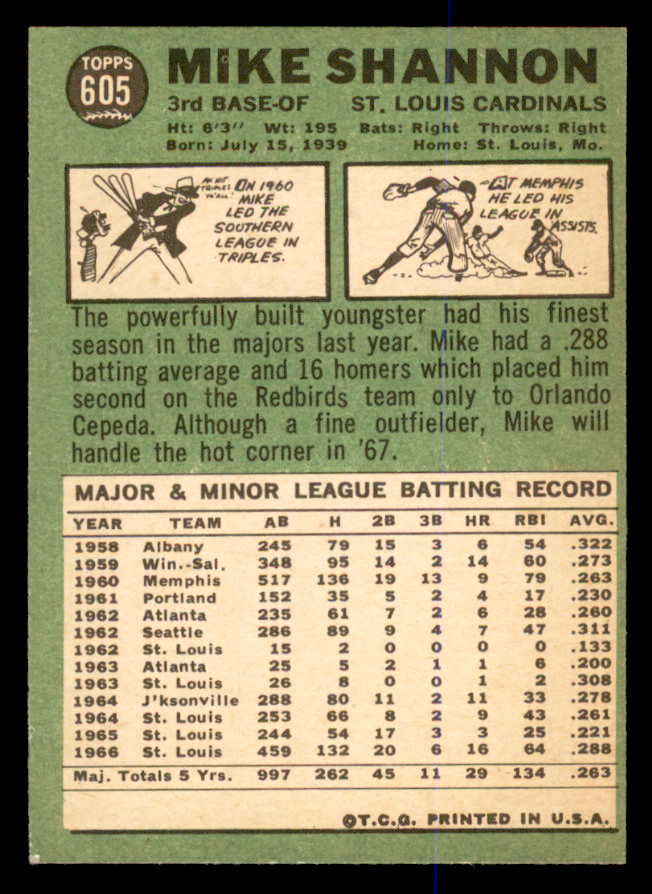 TOPPS
605
MIKE SHANNON
3rd BASE-OF ST. LOUIS CARDINALS
Ht: 6'3" Wt: 195 Bats: Right Throws: Right
Born: July 15, 1939 Home: St. Louis, Mo.
TRIPLES
IN 1960
MIKE
LED THE
SOUTHERN
LEAGUE IN
TRIPLES.
AT MEMPHIS
HE LED HIS
LEAGUE IN
ASSISTS.
The powerfully built youngster had his finest
season in the majors last year. Mike had a .288
batting average and 16 homers which placed him
second on the Redbirds team only to Orlando
Cepeda. Although a fine outfielder, Mike will
handle the hot corner in '67.
MAJOR & MINOR LEAGUE BATTING RECORD
YEAR TEAM AB H 2B 3B HR RBI AVG.
1958 Albany 245 79 15 3 6 54 .322
1959 Win.-Sal. 348 95 14 2 14 60 .273
1960 Memphis 517 136 19 13 9 79 .263
1961 Portland 152 35 5 2 4 17 .230
1962 Atlanta 235 61 7 2 6 28 .260
1962 Seattle 286 89 9 4 7 47 .311
1962 St. Louis 15 2 0 0 0 0 .133
1963 Atlanta 25 5 2 1 1 6 .200
1963 St. Louis 26 8 0 0 1 2 .308
1964 J'ksonville 288 80 11 2 11 33 .278
1964 St. Louis 253 66 8 2 9 43 .261
1965 St. Louis 244 54 17 3 3 25 .221
1966 St. Louis 459 132 20 6 16 64 .288
Maj. Totals 5 Yrs. 997 262 45 11 29 134 .263
©T.C.G. PRINTED IN U.S.A.